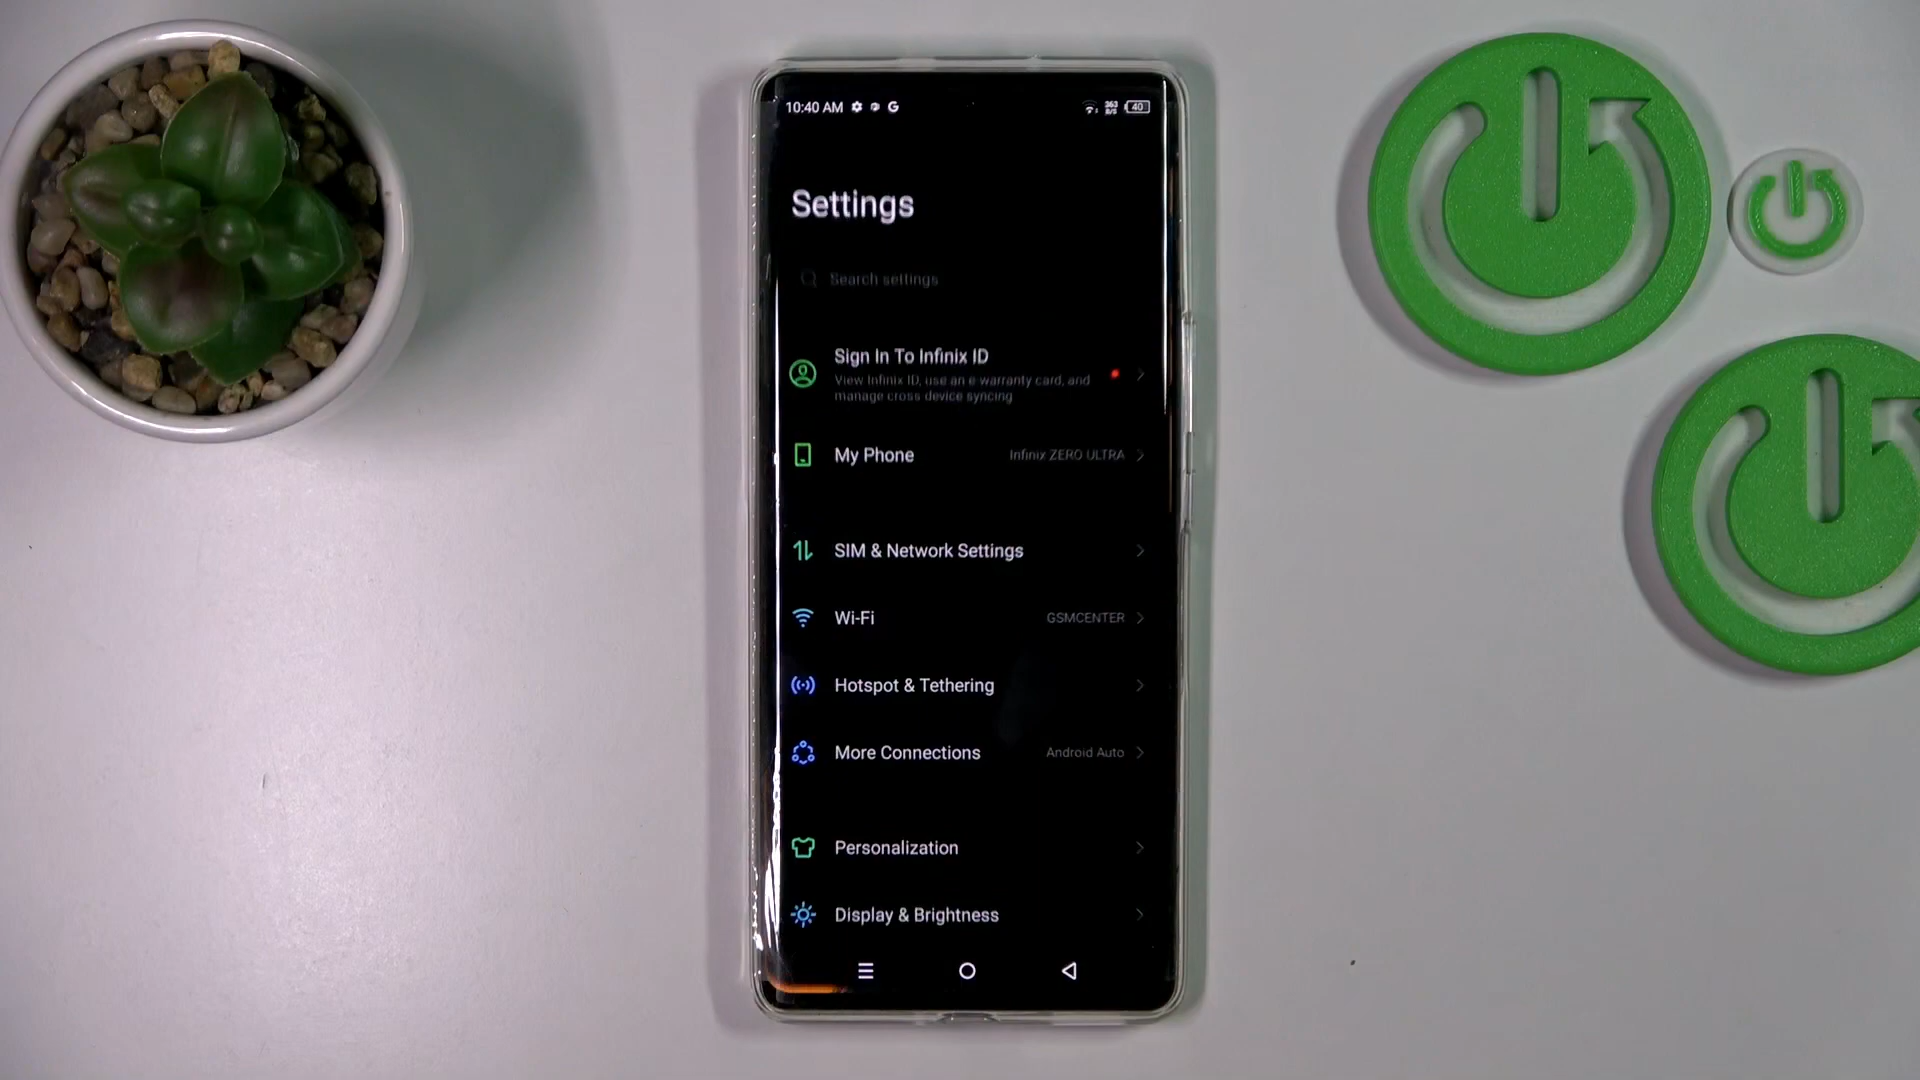 10:40 AM G 363 B/S 40
Settings
Search settings
Sign In To Infinix ID
View Infinix ID, use an e warranty card, and
manage cross device syncing
My Phone Infinix ZERO ULTRA
SIM & Network Settings
Wi-Fi GSMCENTER
Hotspot & Tethering
More Connections Android Auto
Personalization
Display & Brightness